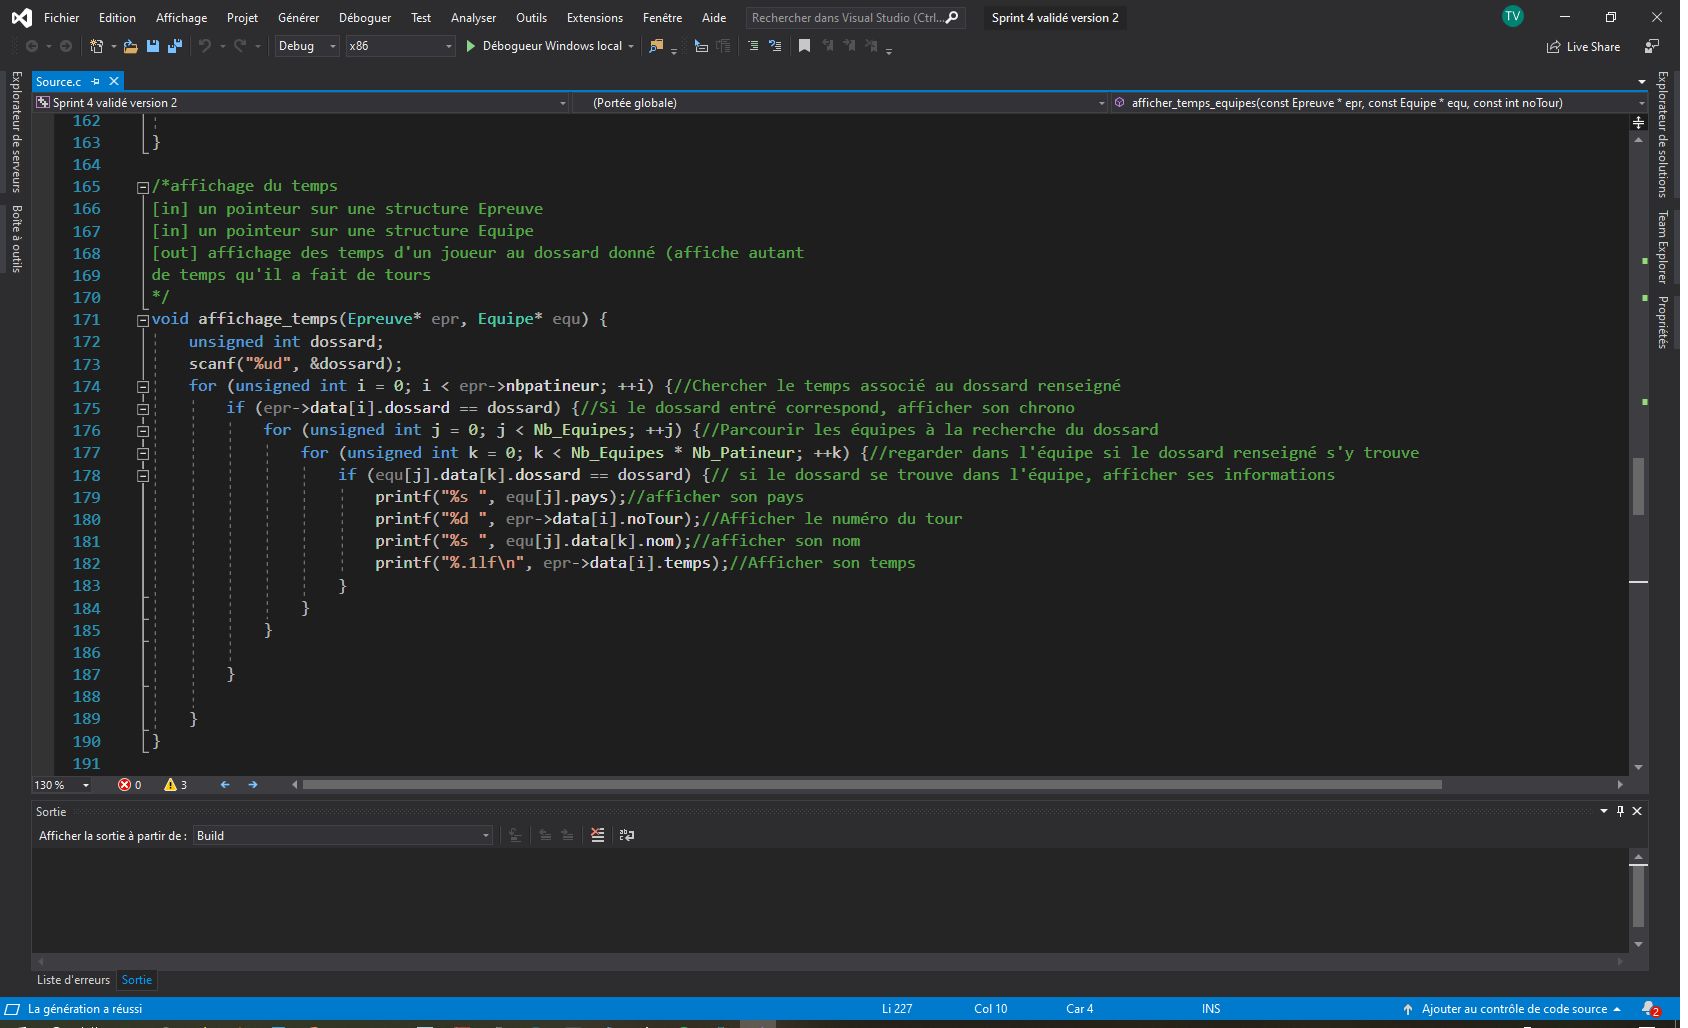 Fichier Edition Affichage Projet Générer Déboguer Test Analyser Outils Extensions Fenêtre Aide Rechercher dans Visual Studio (Ctrl... Sprint 4 validé version 2 TV
Debug x86 Débogueur Windows local Live Share
Source.c
Sprint 4 validé version 2 (Portée globale) afficher_temps_equipes(const Epreuve * epr, const Equipe * equ, const int noTour)
Explorateur de serveurs
Boîte à outils
Explorateur de solutions
Team Explorer
Propriétés
162
163 }
164
165 /*affichage du temps
166 [in] un pointeur sur une structure Epreuve
167 [in] un pointeur sur une structure Equipe
168 [out] affichage des temps d'un joueur au dossard donné (affiche autant
169 de temps qu'il a fait de tours
170 */
171 void affichage_temps(Epreuve* epr, Equipe* equ) {
172 unsigned int dossard;
173 scanf("%ud", &dossard);
174 for (unsigned int i = 0; i < epr->nbpatineur; ++i) {//Chercher le temps associé au dossard renseigné
175 if (epr->data[i].dossard == dossard) {//Si le dossard entré correspond, afficher son chrono
176 for (unsigned int j = 0; j < Nb_Equipes; ++j) {//Parcourir les équipes à la recherche du dossard
177 for (unsigned int k = 0; k < Nb_Equipes * Nb_Patineur; ++k) {//regarder dans l'équipe si le dossard renseigné s'y trouve
178 if (equ[j].data[k].dossard == dossard) {// si le dossard se trouve dans l'équipe, afficher ses informations
179 printf("%s ", equ[j].pays);//afficher son pays
180 printf("%d ", epr->data[i].noTour);//Afficher le numéro du tour
181 printf("%s ", equ[j].data[k].nom);//afficher son nom
182 printf("%.1lf\n", epr->data[i].temps);//Afficher son temps
183 }
184 }
185 }
186
187 }
188
189 }
190 }
191
130 % 0 3
Sortie
Afficher la sortie à partir de : Build
Liste d'erreurs Sortie
La génération a réussi Li 227 Col 10 Car 4 INS Ajouter au contrôle de code source 2